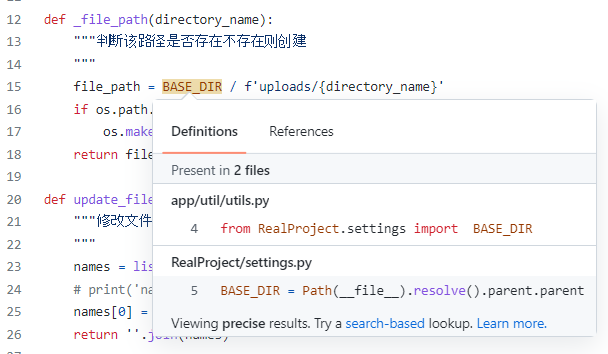 12 def _file_path(directory_name):
13 """判断该路径是否存在不存在则创建
14 """
15 file_path = BASE_DIR / f'uploads/{directory_name}'
16 if os.path.
17 os.make
18 return file
19
20 def update_file
21 """修改文件
22 """
23 names = lis
24 # print('na
25 names[0] =
26 return ''.join(names)
Definitions References
Present in 2 files
app/util/utils.py
4 from RealProject.settings import BASE_DIR
RealProject/settings.py
5 BASE_DIR = Path(__file__).resolve().parent.parent
Viewing precise results. Try a search-based lookup. Learn more.